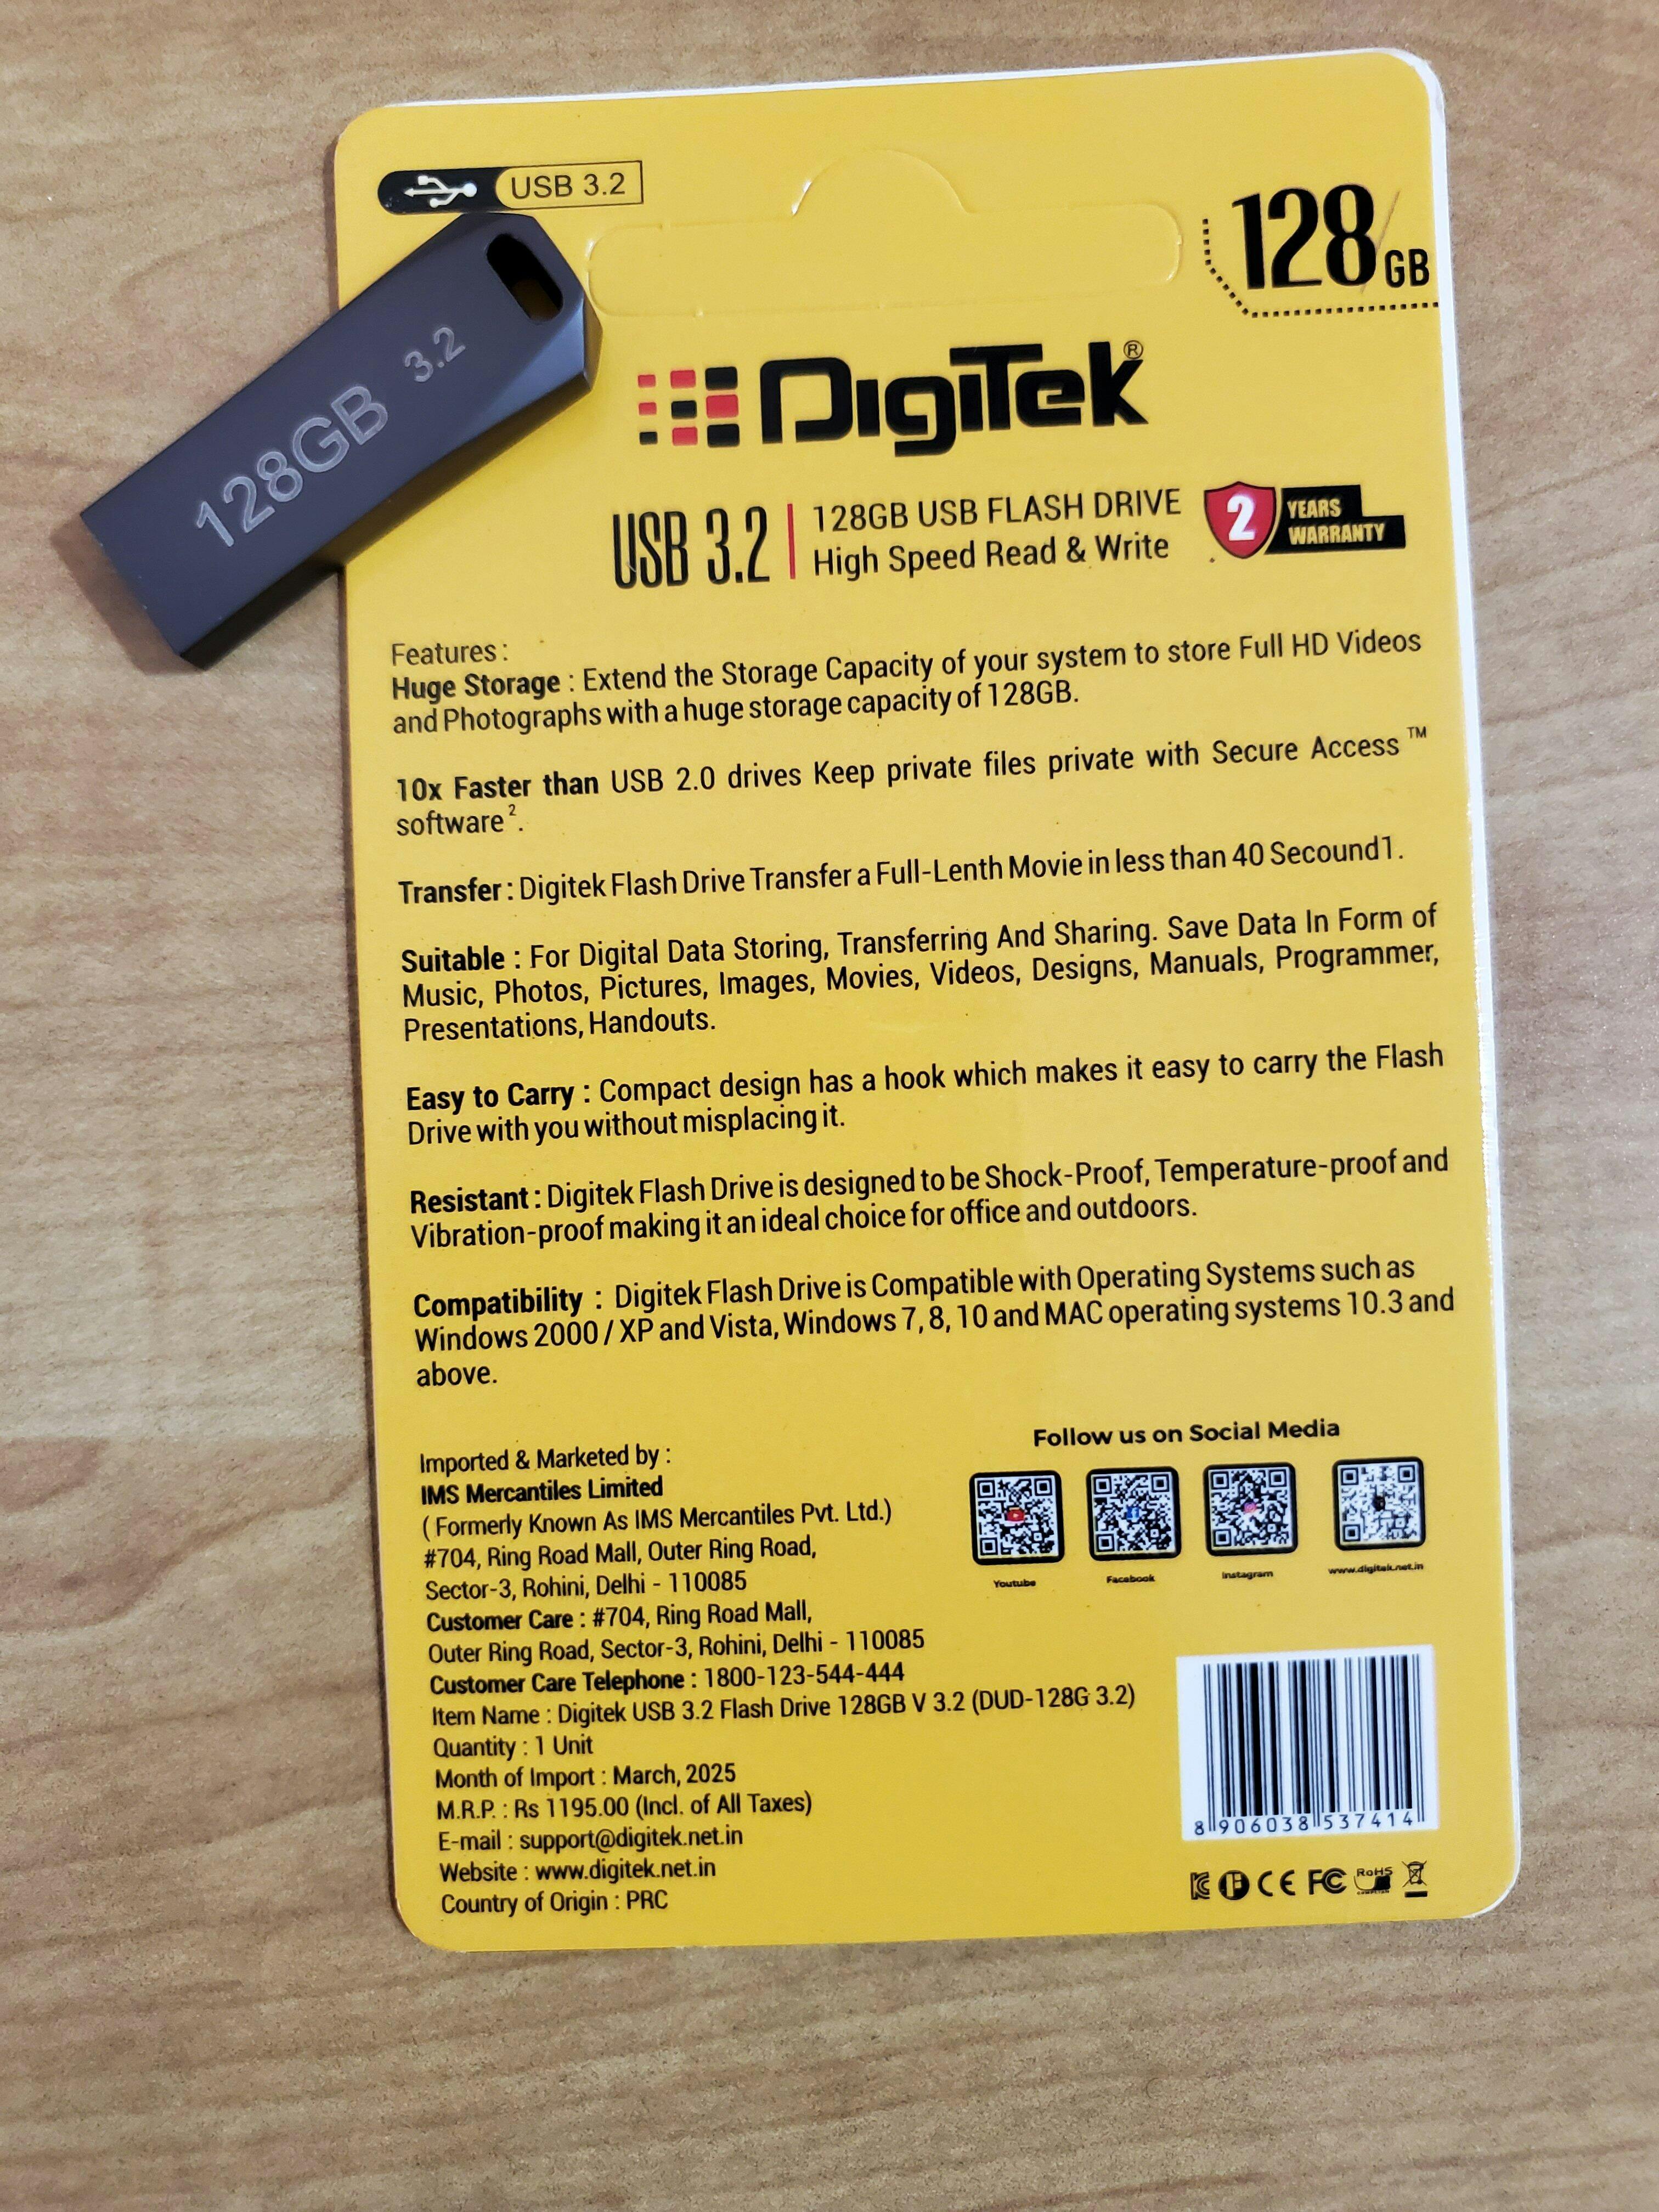 USB 3.2
128GB
128GB 3.2
DigiTek®
USB 3.2
128GB USB FLASH DRIVE
High Speed Read & Write
2 YEARS
WARRANTY
Features :
Huge Storage : Extend the Storage Capacity of your system to store Full HD Videos
and Photographs with a huge storage capacity of 128GB.
10x Faster than USB 2.0 drives Keep private files private with Secure Access™
software².
Transfer : Digitek Flash Drive Transfer a Full-Lenth Movie in less than 40 Secound1.
Suitable : For Digital Data Storing, Transferring And Sharing. Save Data In Form of
Music, Photos, Pictures, Images, Movies, Videos, Designs, Manuals, Programmer,
Presentations, Handouts.
Easy to Carry : Compact design has a hook which makes it easy to carry the Flash
Drive with you without misplacing it.
Resistant : Digitek Flash Drive is designed to be Shock-Proof, Temperature-proof and
Vibration-proof making it an ideal choice for office and outdoors.
Compatibility : Digitek Flash Drive is Compatible with Operating Systems such as
Windows 2000 / XP and Vista, Windows 7, 8, 10 and MAC operating systems 10.3 and
above.
Imported & Marketed by :
IMS Mercantiles Limited
( Formerly Known As IMS Mercantiles Pvt. Ltd.)
#704, Ring Road Mall, Outer Ring Road,
Sector-3, Rohini, Delhi - 110085
Customer Care : #704, Ring Road Mall,
Outer Ring Road, Sector-3, Rohini, Delhi - 110085
Customer Care Telephone : 1800-123-544-444
Item Name : Digitek USB 3.2 Flash Drive 128GB V 3.2 (DUD-128G 3.2)
Quantity : 1 Unit
Month of Import : March, 2025
M.R.P. : Rs 1195.00 (Incl. of All Taxes)
E-mail : support@digitek.net.in
Website : www.digitek.net.in
Country of Origin : PRC
Follow us on Social Media
Youtube
Facebook
Instagram
www.digitek.net.in
8 906038 537414
CE FC RoHS